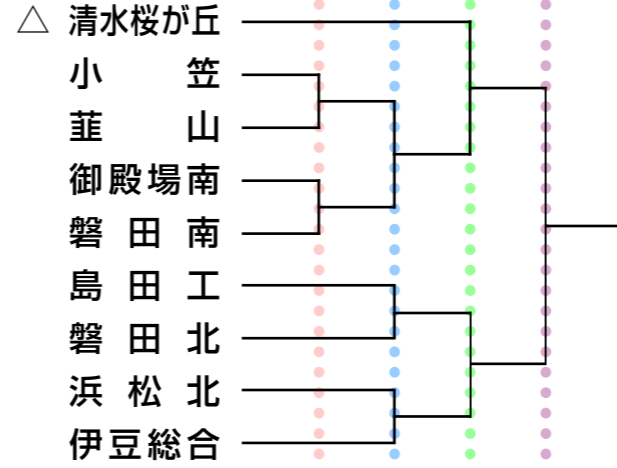 △ 清水桜が丘
小笠
韮山
御殿場南
磐田南
島田工
磐田北
浜松北
伊豆総合